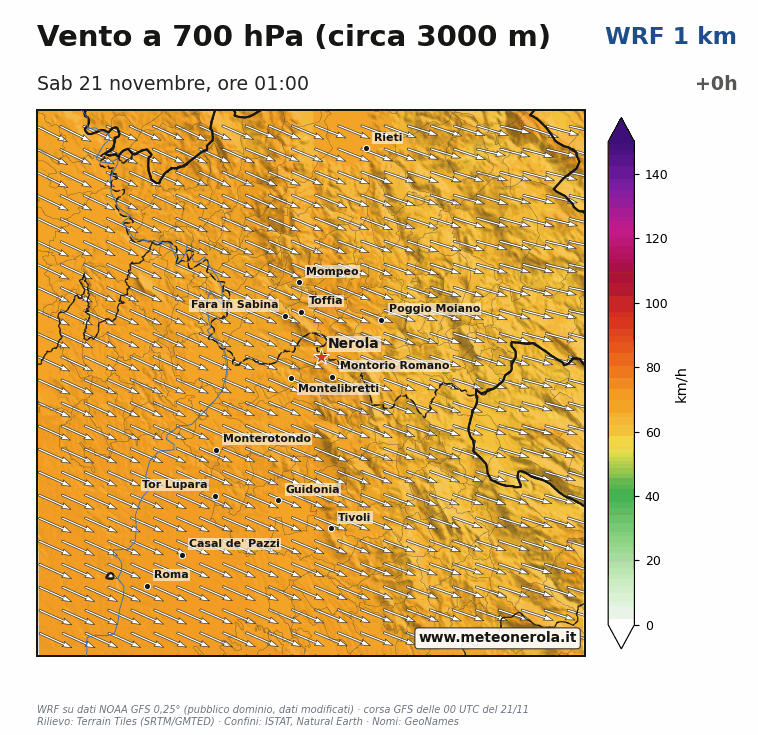 Vento a 700 hPa (circa 3000 m)
WRF 1 km
Sab 21 novembre, ore 01:00
+0h
Rieti
Mompeo
Fara in Sabina
Toffia
Poggio Moiano
Nerola
Montorio Romano
Montelibretti
Monterotondo
Tor Lupara
Guidonia
Tivoli
Casal de' Pazzi
Roma
www.meteonerola.it
140
120
100
80
60
40
20
0
km/h
WRF su dati NOAA GFS 0,25° (pubblico dominio, dati modificati) · corsa GFS delle 00 UTC del 21/11
Rilievo: Terrain Tiles (SRTM/GMTED) · Confini: ISTAT, Natural Earth · Nomi: GeoNames